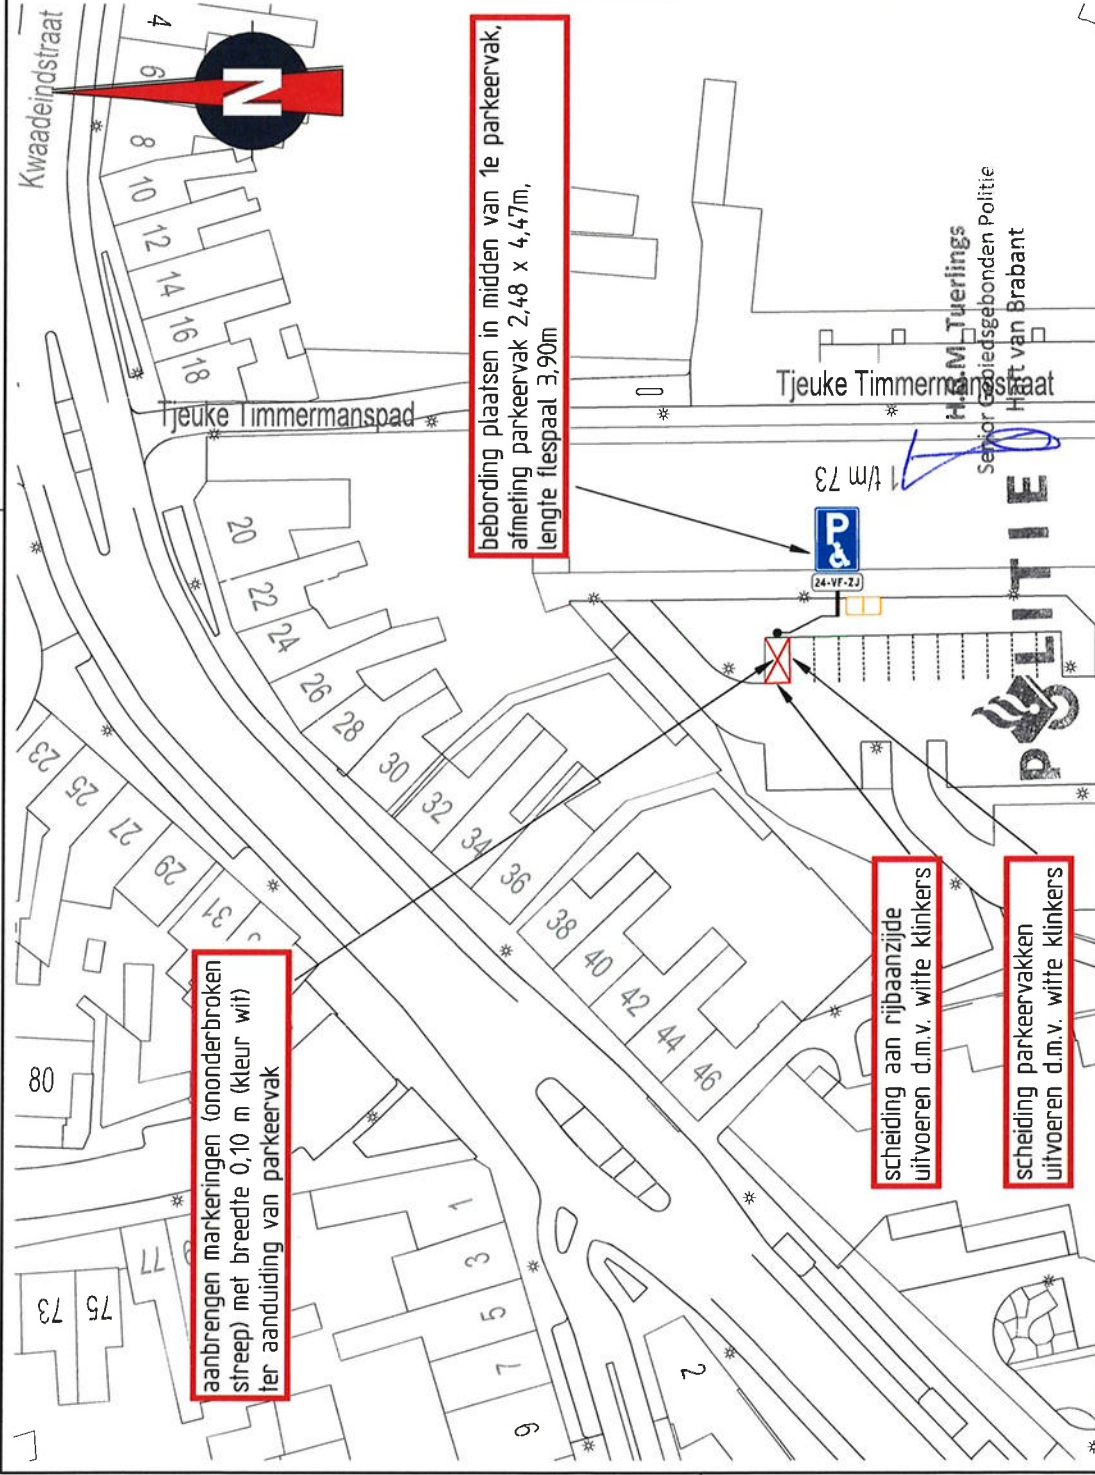 Kwaadeindstraat
4
6
8
10
12
14
16
18
N
bebording plaatsen in midden van 1e parkeervak,
afmeting parkeervak 2,48 x 4,47m,
lengte flespaal 3,90m
Tjeuke Timmermanspad
Tjeuke Timmermanstraat
H.B.M. Tuerlings
Senior Gebiedsgebonden Politie
Hart van Brabant
1 t/m 73
P
24-VF-ZJ
POLITIE
20
22
24
26
28
30
32
34
36
38
40
42
44
46
23
25
27
29
31
80
73
75
77
1
3
5
7
6
2
aanbrengen markeringen (ononderbroken
streep) met breedte 0,10 m (kleur wit)
ter aanduiding van parkeervak
scheiding aan rijbaanzijde
uitvoeren d.m.v. witte klinkers
scheiding parkeervakken
uitvoeren d.m.v. witte klinkers